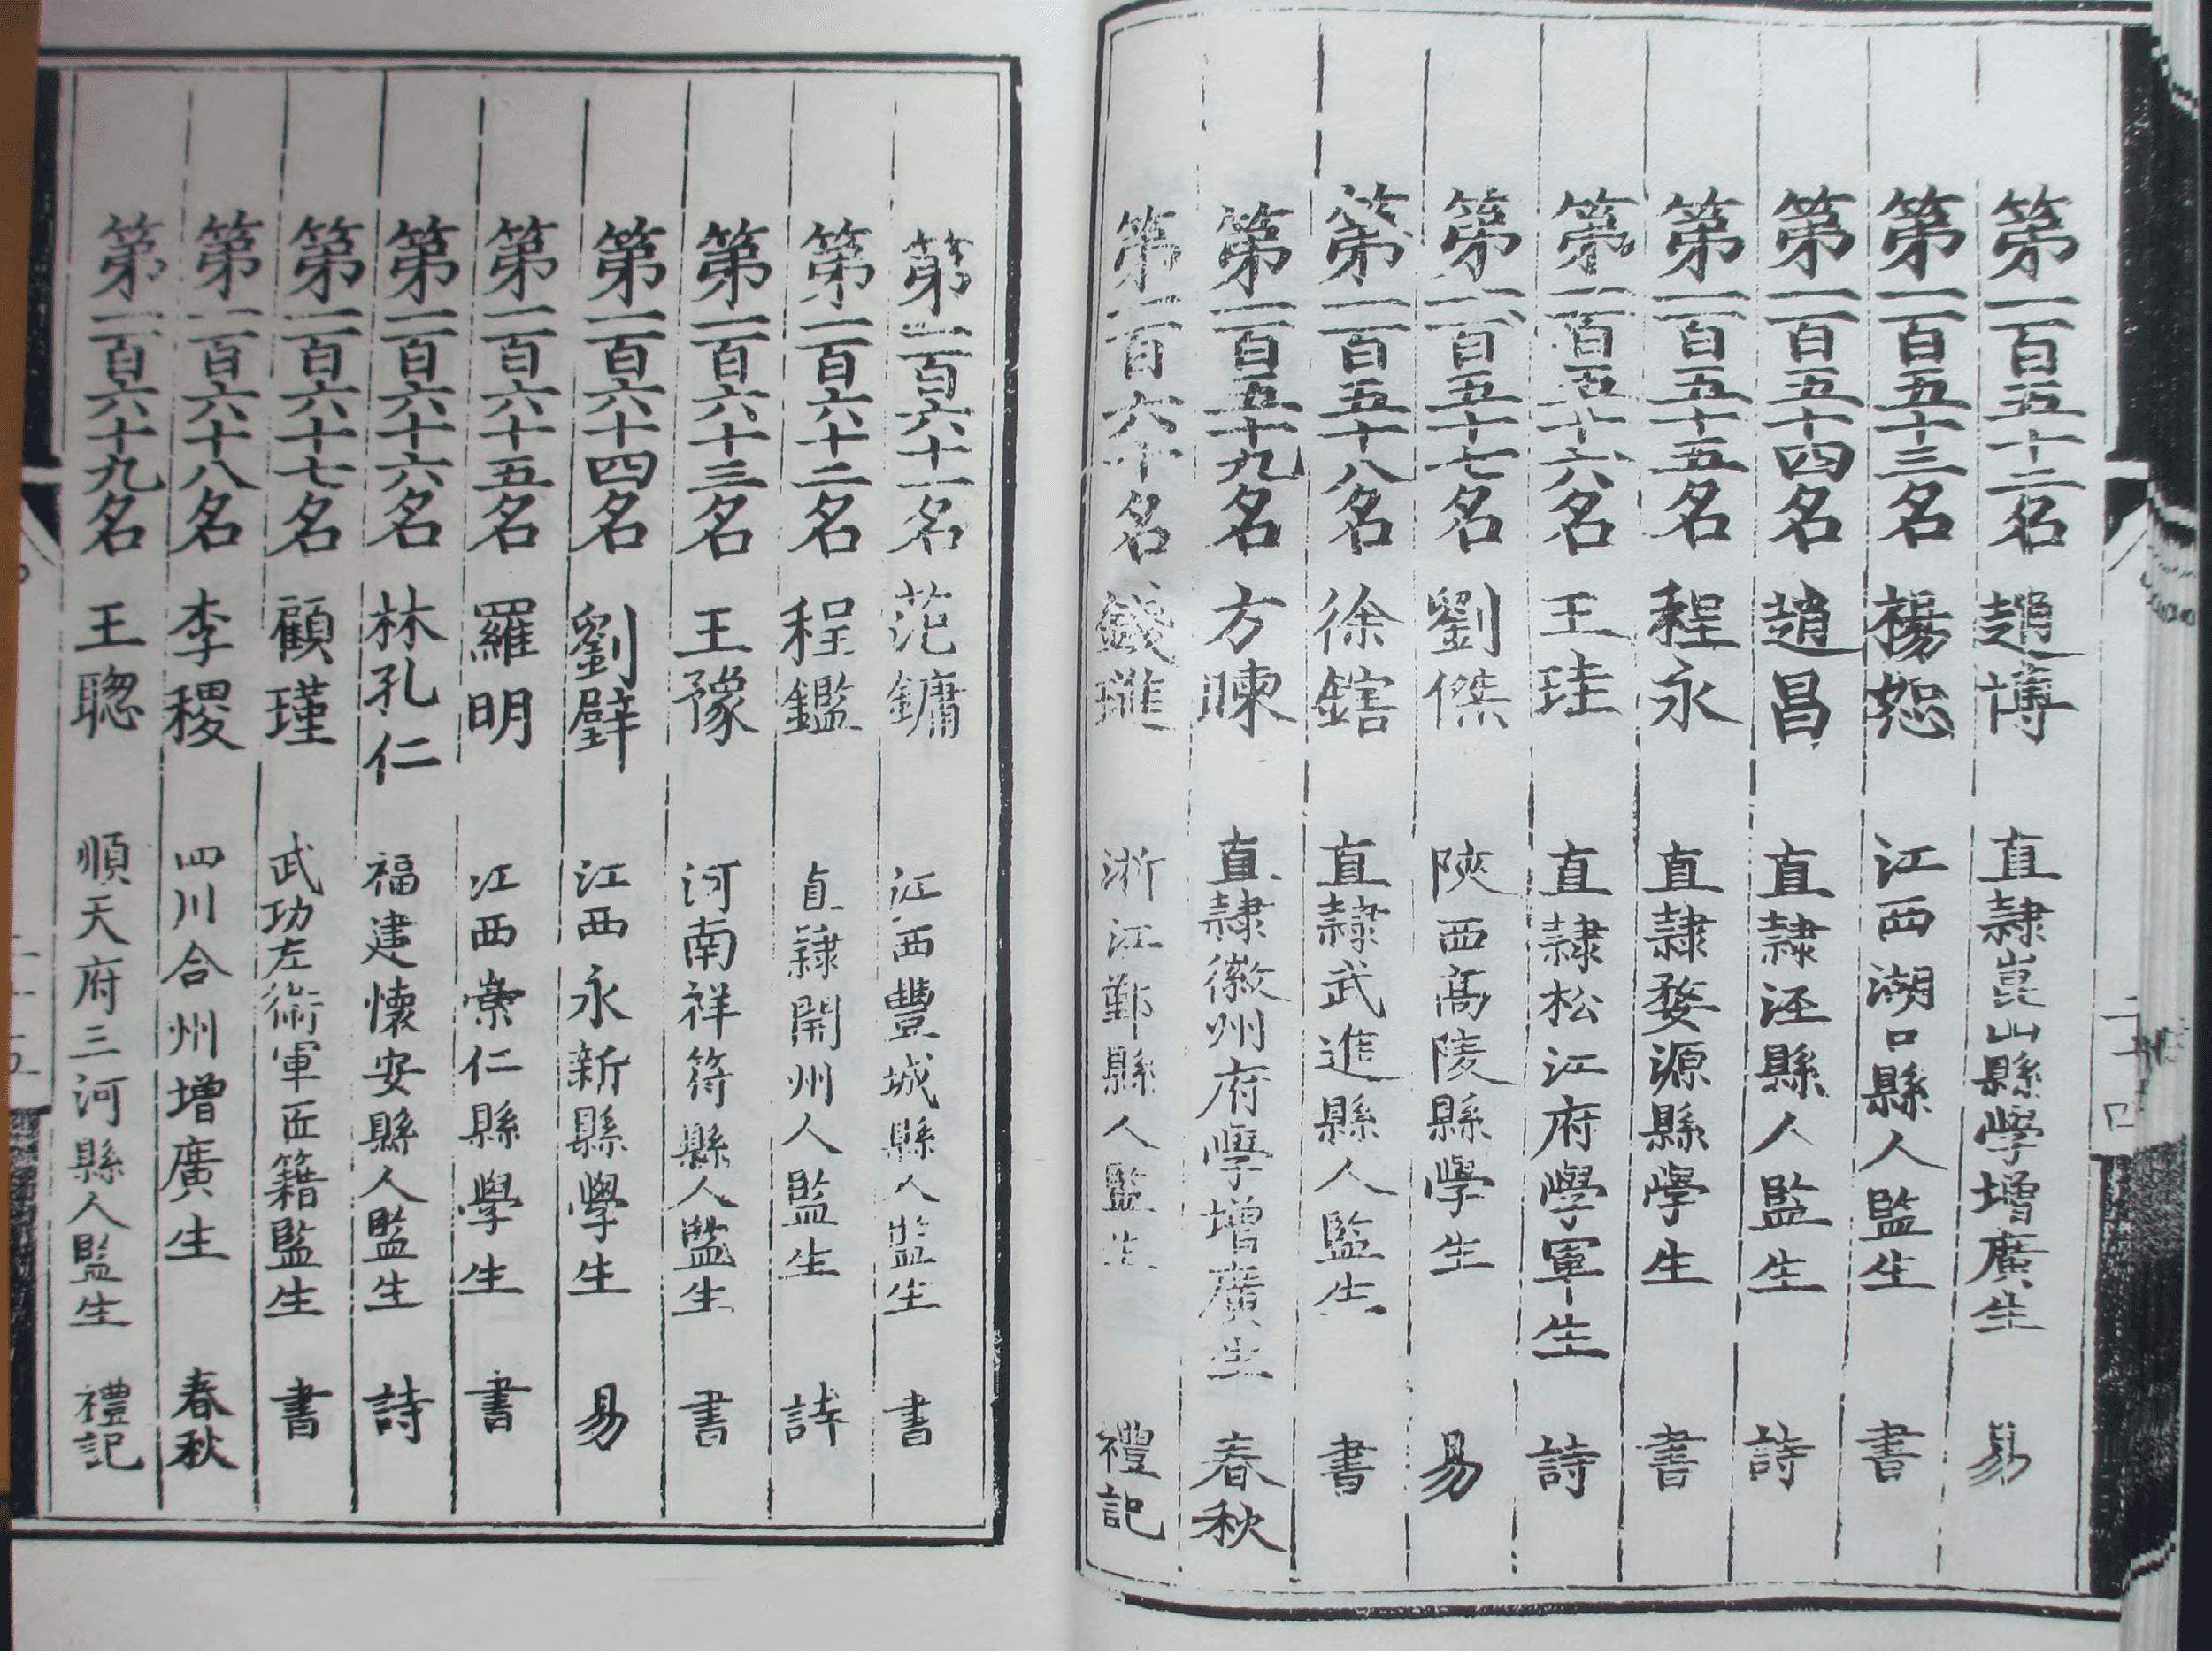 第一百五十二名 趙博 直隷崑山縣學增廣生 易
第一百五十三名 楊恕 江西湖口縣人監生 書
第一百五十四名 趙昌 直隷涇縣人監生 詩
第一百五十五名 程永 直隷婺源縣學生 書
第一百五十六名 王珪 直隷松江府學軍生 詩
第一百五十七名 劉傑 陝西高陵縣學生 易
第一百五十八名 徐鎋 直隷武進縣人監生 書
第一百五十九名 方暕 直隷徽州府學增廣生 春秋
第一百六十名 錢璡 浙江鄞縣人監生 禮記
第一百六十一名 范鏞 江西豐城縣人監生 書
第一百六十二名 程鑑 直隷開州人監生 詩
第一百六十三名 王豫 河南祥符縣人監生 書
第一百六十四名 劉璧 江西永新縣學生 易
第一百六十五名 羅明 江西崇仁縣學生 書
第一百六十六名 林孔仁 福建懷安縣人監生 詩
第一百六十七名 顧瑾 武功左衛軍匠籍監生 書
第一百六十八名 李稷 四川合州增廣生 春秋
第一百六十九名 王聰 順天府三河縣人監生 禮記
二十四